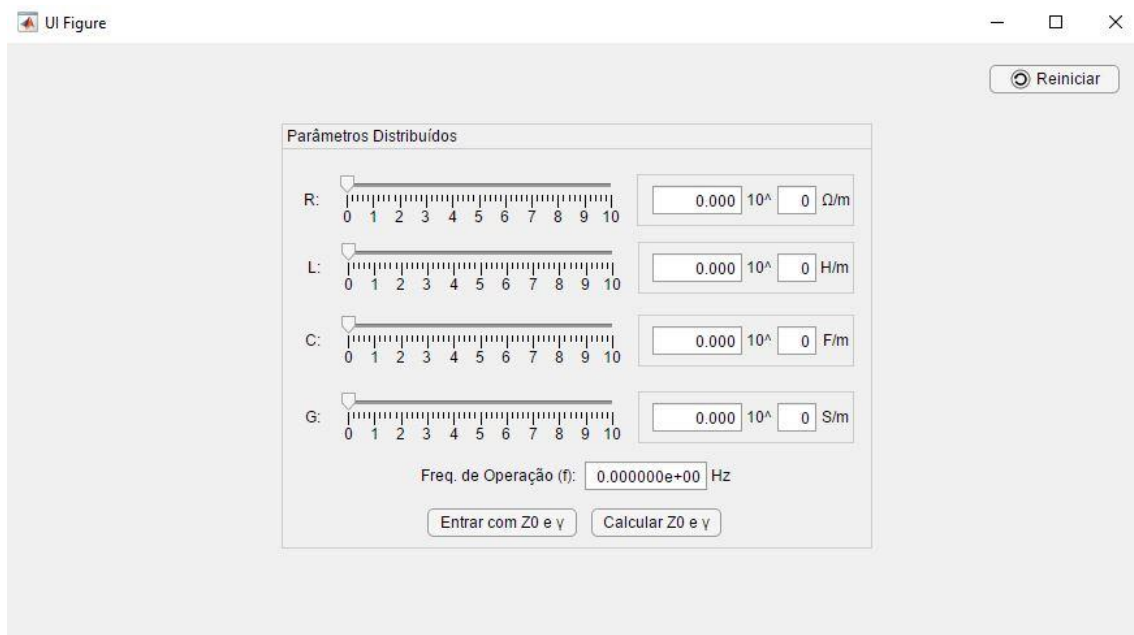 UI Figure
Reiniciar
Parâmetros Distribuídos
R: 0 1 2 3 4 5 6 7 8 9 10 0.000 10^ 0 Ω/m
L: 0 1 2 3 4 5 6 7 8 9 10 0.000 10^ 0 H/m
C: 0 1 2 3 4 5 6 7 8 9 10 0.000 10^ 0 F/m
G: 0 1 2 3 4 5 6 7 8 9 10 0.000 10^ 0 S/m
Freq. de Operação (f): 0.000000e+00 Hz
Entrar com Z0 e γ Calcular Z0 e γ